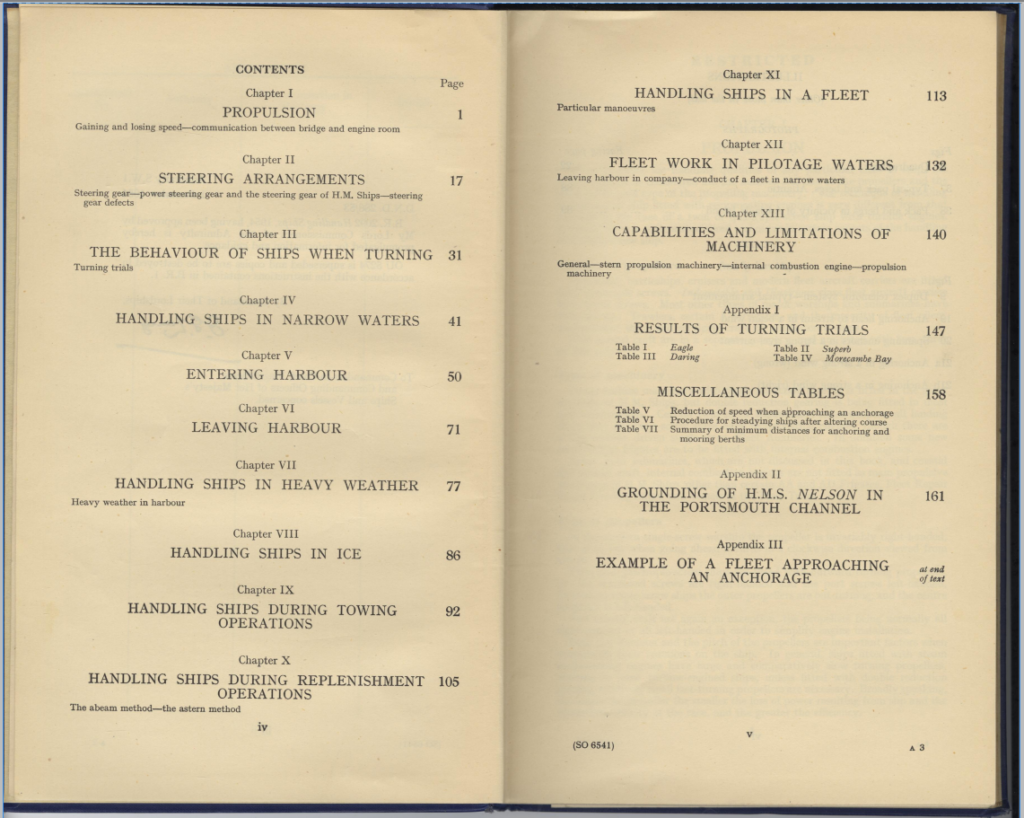 CONTENTS
Page
Chapter I
PROPULSION 1
Gaining and losing speed—communication between bridge and engine room
Chapter II
STEERING ARRANGEMENTS 17
Steering gear—power steering gear and the steering gear of H.M. Ships—steering
gear defects
Chapter III
THE BEHAVIOUR OF SHIPS WHEN TURNING 31
Turning trials
Chapter IV
HANDLING SHIPS IN NARROW WATERS 41
Chapter V
ENTERING HARBOUR 50
Chapter VI
LEAVING HARBOUR 71
Chapter VII
HANDLING SHIPS IN HEAVY WEATHER 77
Heavy weather in harbour
Chapter VIII
HANDLING SHIPS IN ICE 86
Chapter IX
HANDLING SHIPS DURING TOWING 92
OPERATIONS
Chapter X
HANDLING SHIPS DURING REPLENISHMENT 105
OPERATIONS
The abeam method—the astern method
iv
Chapter XI
HANDLING SHIPS IN A FLEET 113
Particular manoeuvres
Chapter XII
FLEET WORK IN PILOTAGE WATERS 132
Leaving harbour in company—conduct of a fleet in narrow waters
Chapter XIII
CAPABILITIES AND LIMITATIONS OF 140
MACHINERY
General—stern propulsion machinery—internal combustion engine—propulsion
machinery
Appendix I
RESULTS OF TURNING TRIALS 147
Table I Eagle Table II Superb
Table III Daring Table IV Morecambe Bay
MISCELLANEOUS TABLES 158
Table V Reduction of speed when approaching an anchorage
Table VI Procedure for steadying ships after altering course
Table VII Summary of minimum distances for anchoring and
mooring berths
Appendix II
GROUNDING OF H.M.S. NELSON IN 161
THE PORTSMOUTH CHANNEL
Appendix III
EXAMPLE OF A FLEET APPROACHING at end
AN ANCHORAGE of text
v
(SO 6541) A 3